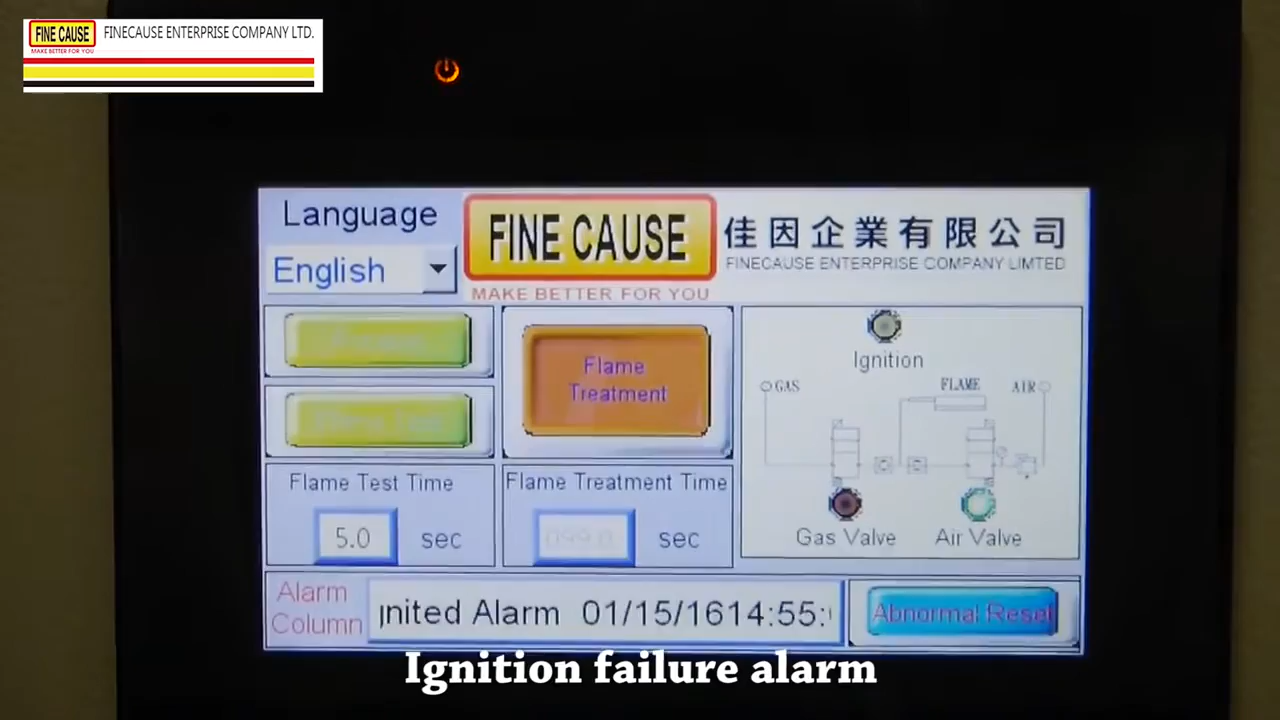 FINE CAUSE
MAKE BETTER FOR YOU
FINECAUSE ENTERPRISE COMPANY LTD.
Language
English
FINE CAUSE
MAKE BETTER FOR YOU
佳因企業有限公司
FINECAUSE ENTERPRISE COMPANY LIMTED
Flame
Treatment
Ignition
GAS
FLAME
AIR
Gas Valve
Air Valve
Flame Test Time
5.0 sec
Flame Treatment Time
sec
Alarm
Column
nited Alarm 01/15/1614:55:
Abnormal Reset
Ignition failure alarm